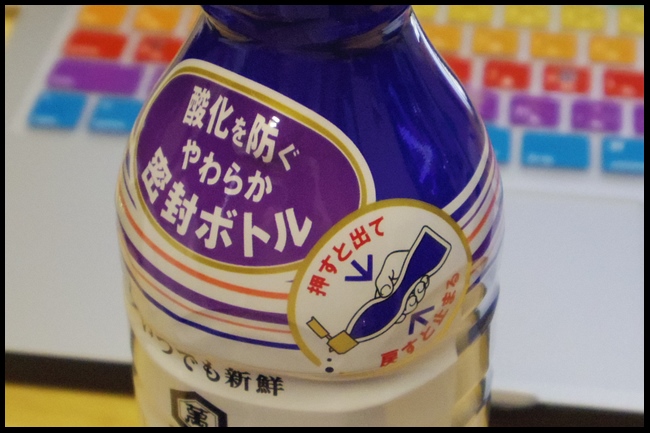 酸化を防ぐ
やわらか
密封ボトル
押すと出て
戻すと止まる
いつでも新鮮
萬